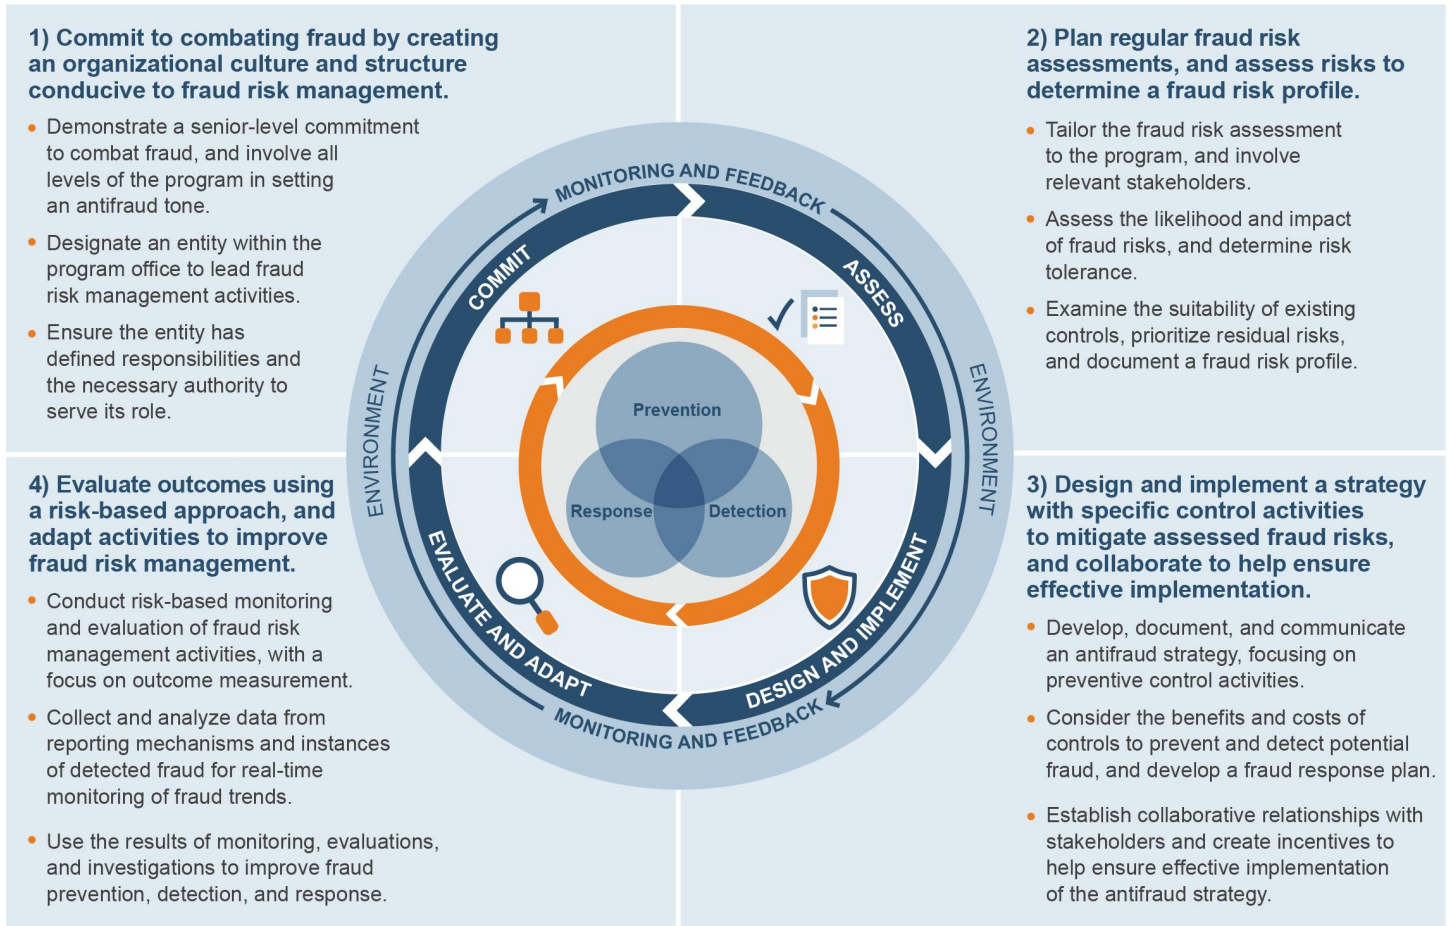 1) Commit to combating fraud by creating
an organizational culture and structure
conducive to fraud risk management.
Demonstrate a senior-level commitment
to combat fraud, and involve all
levels of the program in setting
an antifraud tone.
Designate an entity within the
program office to lead fraud
risk management activities.
Ensure the entity has
defined responsibilities and
the necessary authority to
serve its role.
2) Plan regular fraud risk
assessments, and assess risks to
determine a fraud risk profile.
Tailor the fraud risk assessment
to the program, and involve
relevant stakeholders.
Assess the likelihood and impact
of fraud risks, and determine risk
tolerance.
Examine the suitability of existing
controls, prioritize residual risks,
and document a fraud risk profile.
MONITORING AND FEEDBACK
COMMIT
ASSESS
ENVIRONMENT
ENVIRONMENT
Prevention
Response
Detection
EVALUATE AND ADAPT
DESIGN AND IMPLEMENT
MONITORING AND FEEDBACK
4) Evaluate outcomes using
a risk-based approach, and
adapt activities to improve
fraud risk management.
Conduct risk-based monitoring
and evaluation of fraud risk
management activities, with a
focus on outcome measurement.
Collect and analyze data from
reporting mechanisms and instances
of detected fraud for real-time
monitoring of fraud trends.
Use the results of monitoring, evaluations,
and investigations to improve fraud
prevention, detection, and response.
3) Design and implement a strategy
with specific control activities
to mitigate assessed fraud risks,
and collaborate to help ensure
effective implementation.
Develop, document, and communicate
an antifraud strategy, focusing on
preventive control activities.
Consider the benefits and costs of
controls to prevent and detect potential
fraud, and develop a fraud response plan.
Establish collaborative relationships with
stakeholders and create incentives to
help ensure effective implementation
of the antifraud strategy.